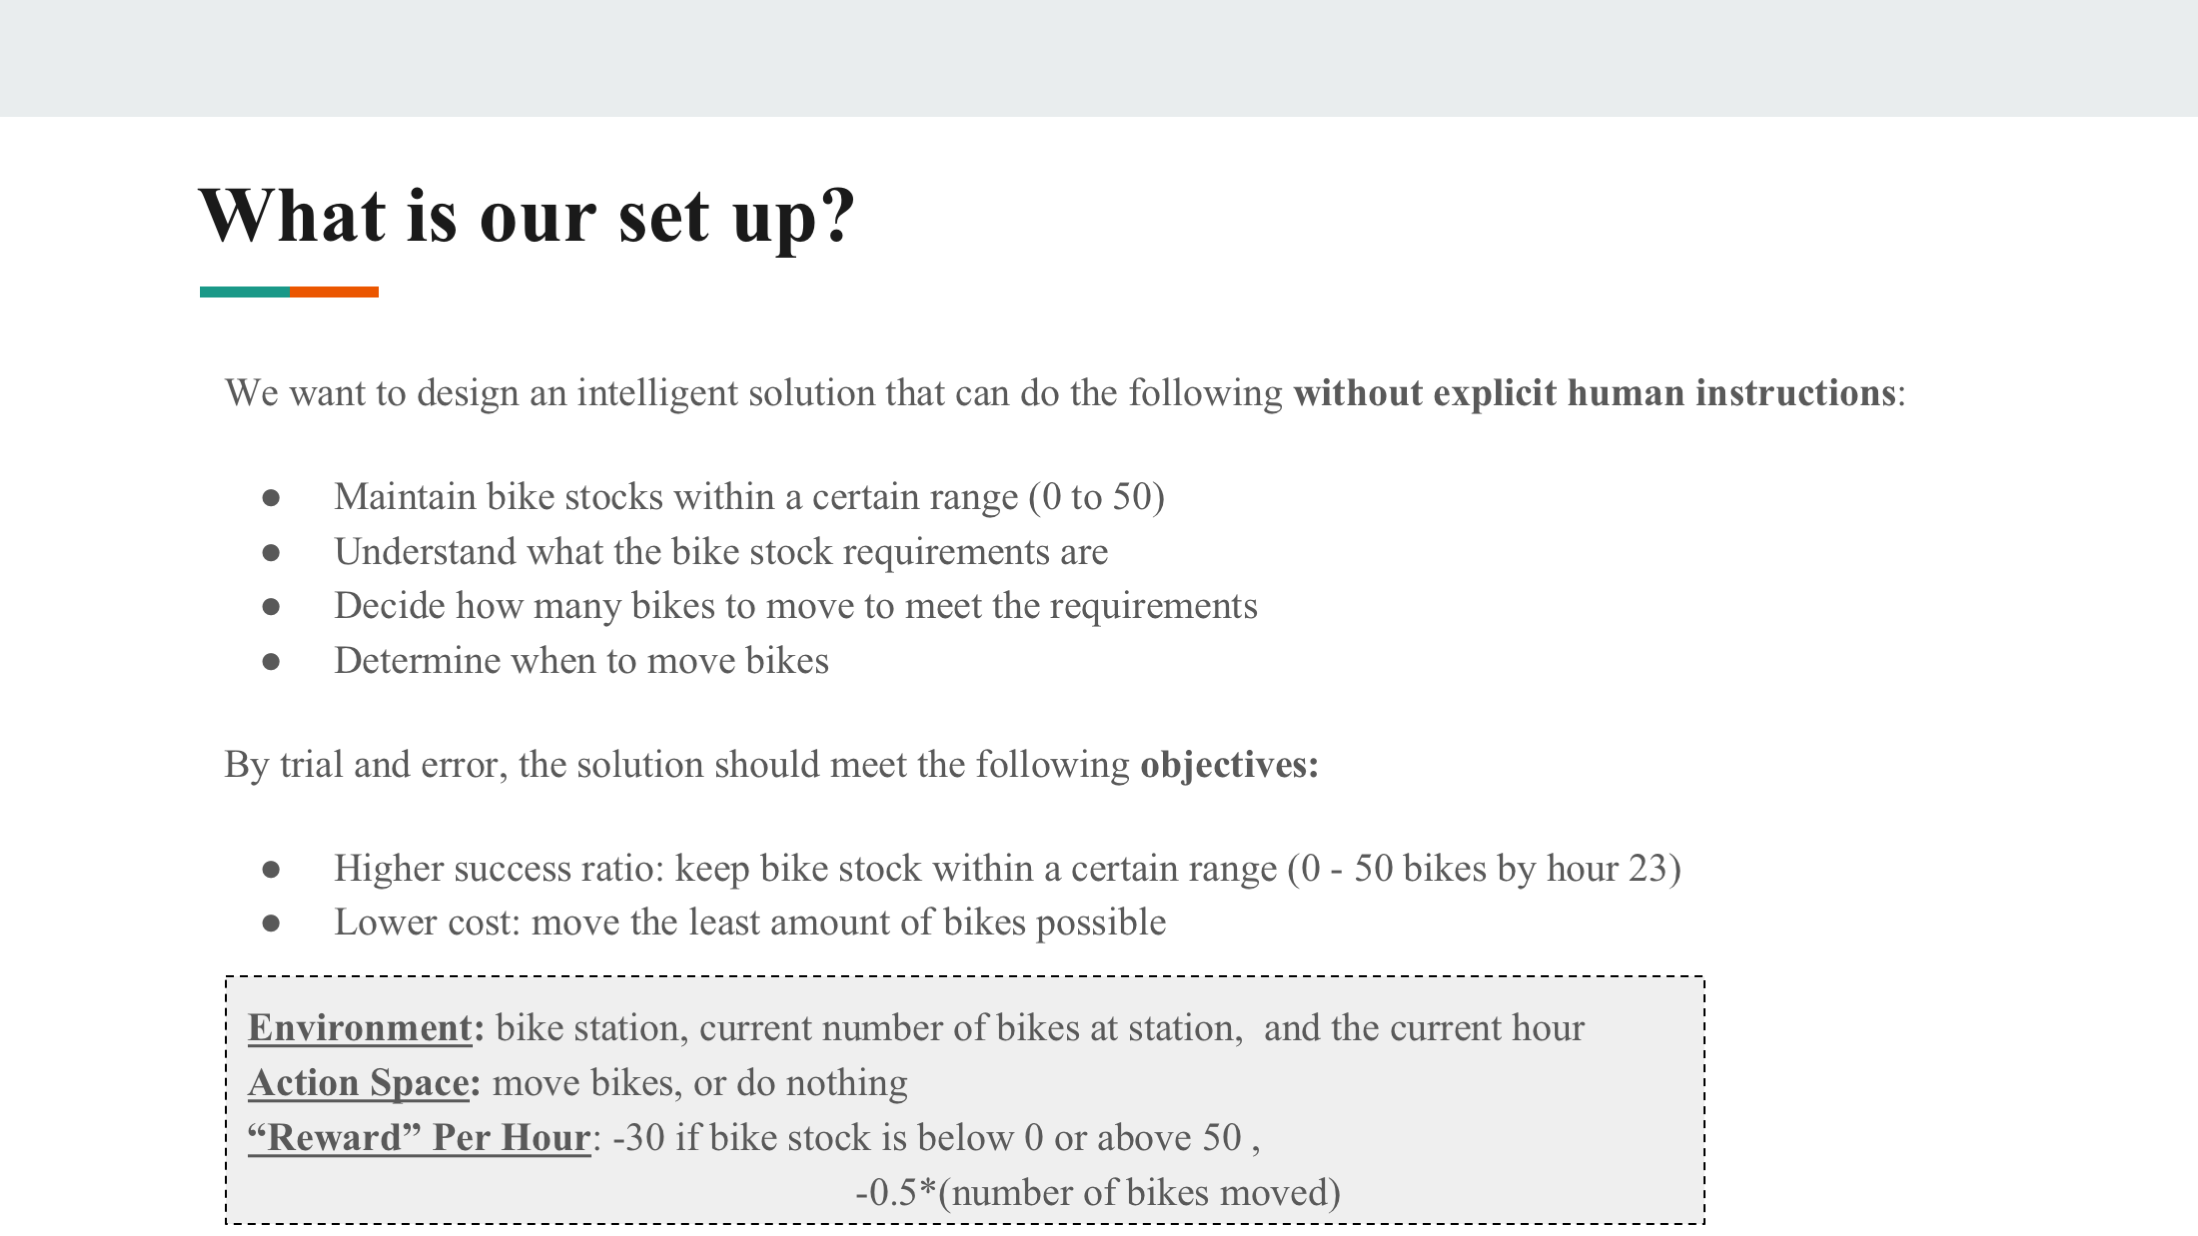 What is our set up?
We want to design an intelligent solution that can do the following without explicit human instructions:
● Maintain bike stocks within a certain range (0 to 50)
● Understand what the bike stock requirements are
● Decide how many bikes to move to meet the requirements
● Determine when to move bikes
By trial and error, the solution should meet the following objectives:
● Higher success ratio: keep bike stock within a certain range (0 - 50 bikes by hour 23)
● Lower cost: move the least amount of bikes possible
Environment: bike station, current number of bikes at station,  and the current hour
Action Space: move bikes, or do nothing
“Reward” Per Hour: -30 if bike stock is below 0 or above 50 ,
-0.5*(number of bikes moved)